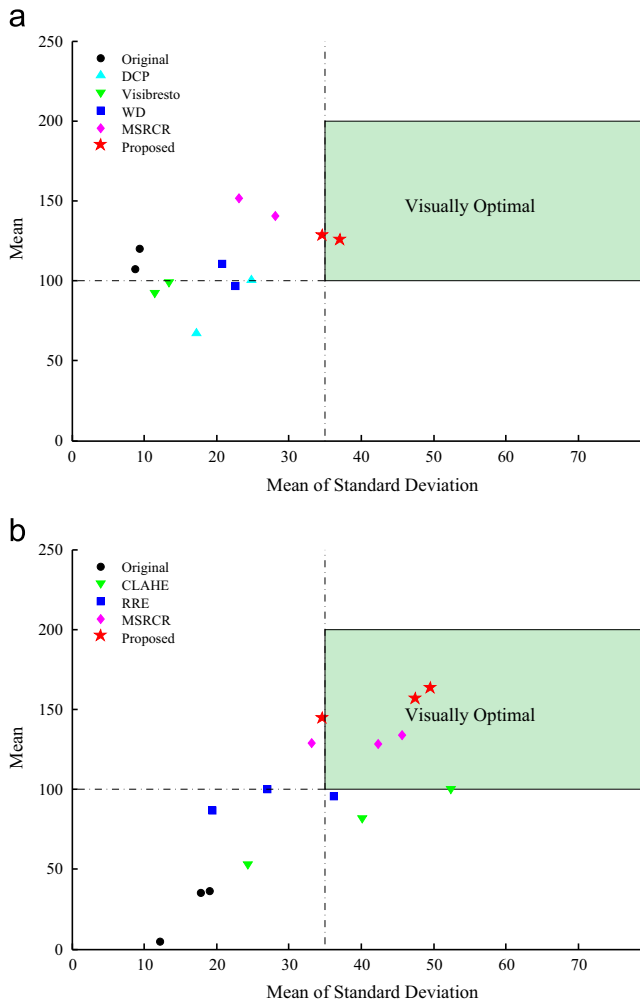 a
250
200
150
100
50
0
Mean
Original
DCP
Visibresto
WD
MSRCR
Proposed
Visually Optimal
0 10 20 30 40 50 60 70
Mean of Standard Deviation
b
250
200
150
100
50
0
Mean
Original
CLAHE
RRE
MSRCR
Proposed
Visually Optimal
0 10 20 30 40 50 60 70
Mean of Standard Deviation